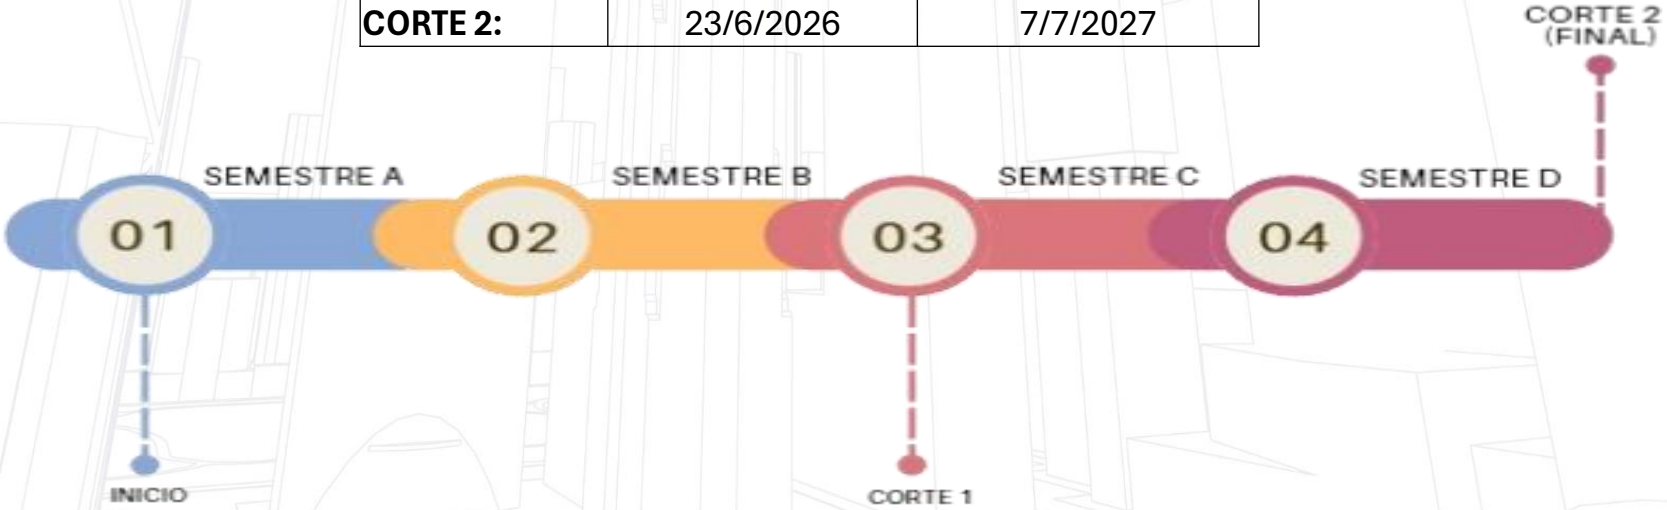 CORTE 2: 23/6/2026 7/7/2027
CORTE 2
(FINAL)
SEMESTRE A SEMESTRE B SEMESTRE C SEMESTRE D
01 02 03 04
INICIO CORTE 1